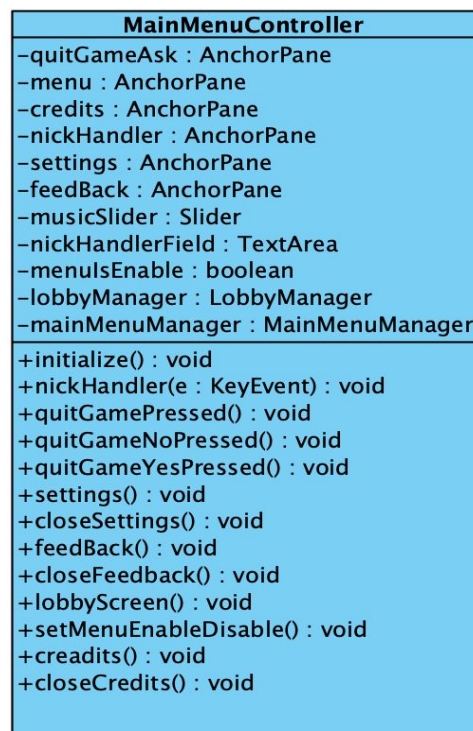 MainMenuController
-quitGameAsk : AnchorPane
-menu : AnchorPane
-credits : AnchorPane
-nickHandler : AnchorPane
-settings : AnchorPane
-feedBack : AnchorPane
-musicSlider : Slider
-nickHandlerField : TextArea
-menuIsEnable : boolean
-lobbyManager : LobbyManager
-mainMenuManager : MainMenuManager
+initialize() : void
+nickHandler(e : KeyEvent) : void
+quitGamePressed() : void
+quitGameNoPressed() : void
+quitGameYesPressed() : void
+settings() : void
+closeSettings() : void
+feedBack() : void
+closeFeedback() : void
+lobbyScreen() : void
+setMenuEnableDisable() : void
+creadits() : void
+closeCredits() : void